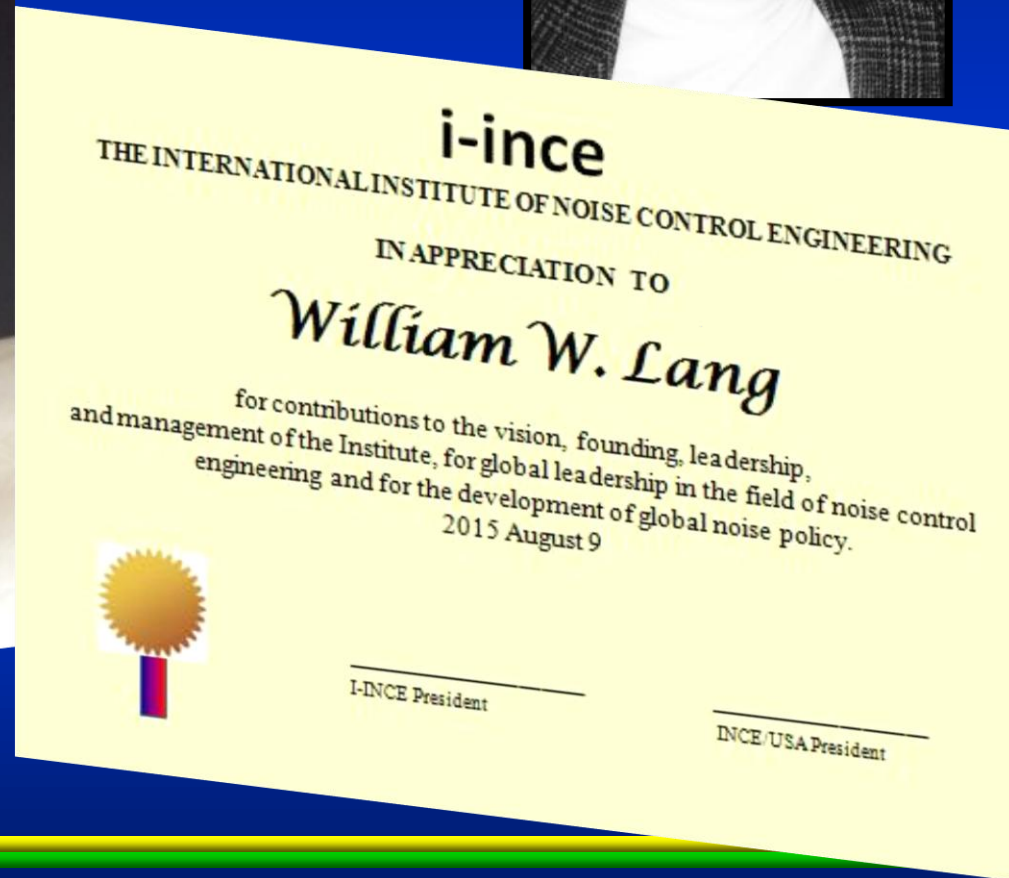 i-ince
THE INTERNATIONAL INSTITUTE OF NOISE CONTROL ENGINEERING
IN APPRECIATION TO
William W. Lang
for contributions to the vision, founding, leadership,
and management of the Institute, for global leadership in the field of noise control
engineering and for the development of global noise policy.
2015 August 9
I-INCE President
INCE/USA President